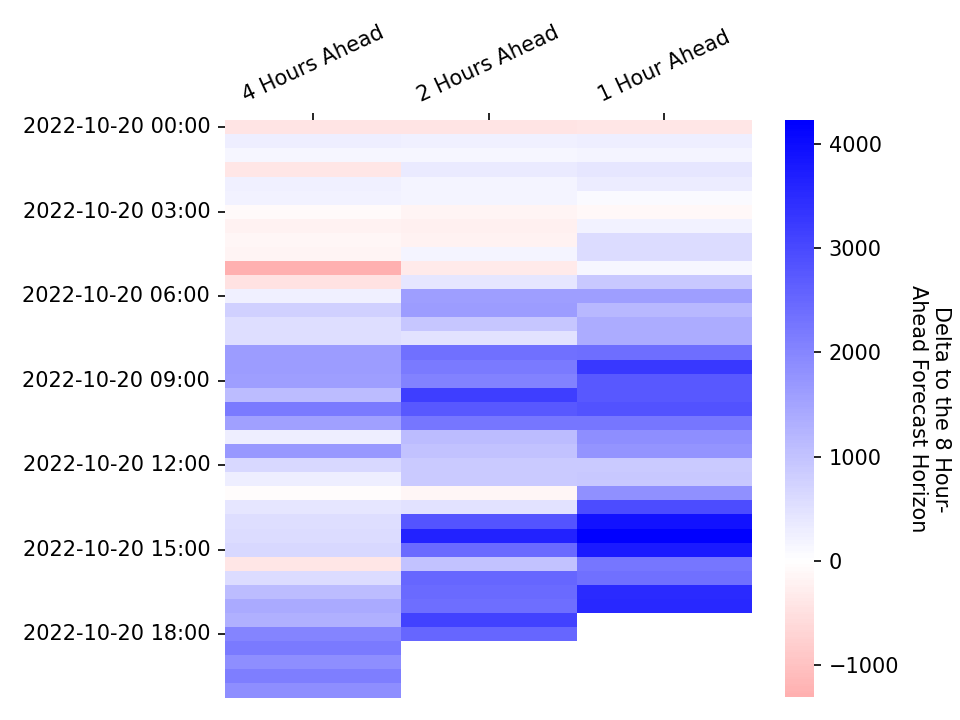 4 Hours Ahead
2 Hours Ahead
1 Hour Ahead
2022-10-20 00:00
2022-10-20 03:00
2022-10-20 06:00
2022-10-20 09:00
2022-10-20 12:00
2022-10-20 15:00
2022-10-20 18:00
4000
3000
2000
1000
0
−1000
Delta to the 8 Hour-
Ahead Forecast Horizon